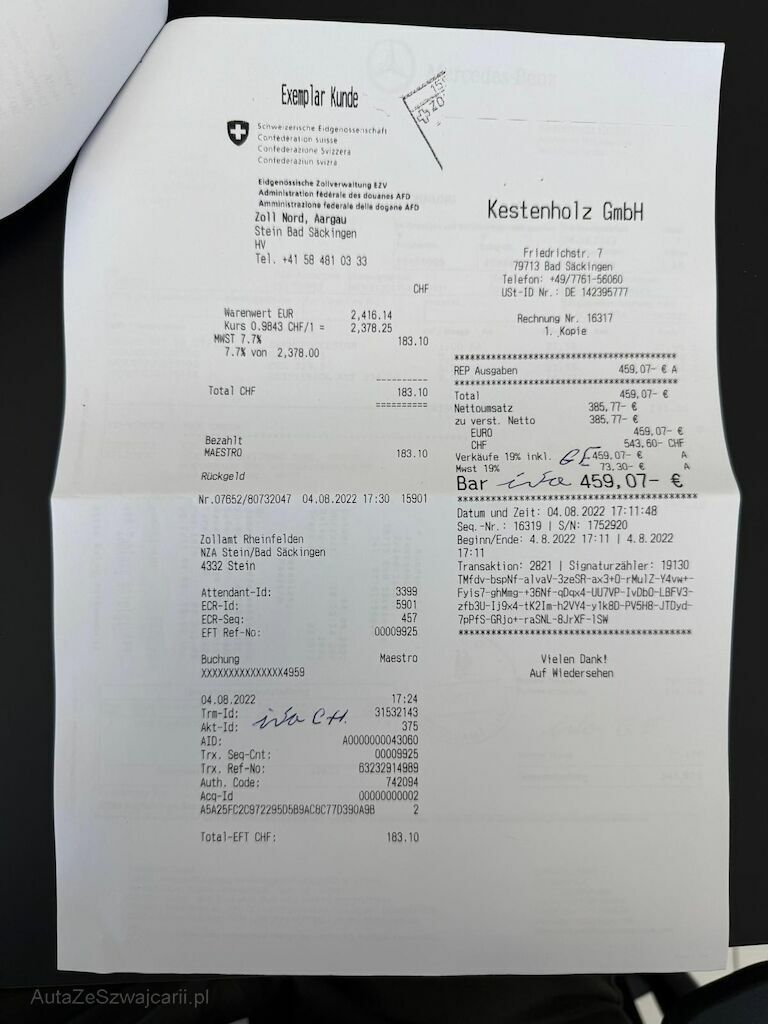 Mercedes-Benz
Exemplar Kunde
Schweizerische Eidgenossenschaft
Confédération suisse
Confederazione Svizzera
Confederaziun svizra
Eidgenössische Zollverwaltung EZV
Administration fédérale des douanes AFD
Amministrazione federale delle dogane AFD
Zoll Nord, Aargau
Stein Bad Säckingen
HV
Tel. +41 58 481 03 33
CHF
Warenwert EUR 2,416.14
Kurs 0.9843 CHF/1 = 2,378.25
MWST 7.7% 183.10
7.7% von 2,378.00
----------
Total CHF 183.10
==========
Bezahlt
MAESTRO 183.10
Rückgeld
Nr.07652/80732047 04.08.2022 17:30 15901
Zollamt Rheinfelden
NZA Stein/Bad Säckingen
4332 Stein
Attendant-Id: 3399
ECR-Id: 5901
ECR-Seq: 457
EFT Ref-No: 00009925
Buchung Maestro
XXXXXXXXXXXXXXX4959
04.08.2022 17:24
Trm-Id: 31532143
Akt-Id: 375
AID: A0000000043060
Trx. Seq-Cnt: 00009925
Trx. Ref-No: 63232914989
Auth. Code: 742094
Acq-Id 00000000002
A5A25FC2C972295D5B9AC8C77D390A9B 2
Total-EFT CHF: 183.10
Kestenholz GmbH
Friedrichstr. 7
79713 Bad Säckingen
Telefon: +49/7761-56060
USt-ID Nr.: DE 142395777
Rechnung Nr. 16317
1. Kopie
REP Ausgaben 459,07- € A
Total 459,07- €
Nettoumsatz 385,77- €
zu verst. Netto 385,77- €
EURO 459,07- €
CHF 543,60- CHF
Verkäufe 19% inkl. 459,07- € A
Mwst 19% 73,30- € A
Bar 459,07- €
Datum und Zeit: 04.08.2022 17:11:48
Seq.-Nr.: 16319 | S/N: 1752920
Beginn/Ende: 4.8.2022 17:11 | 4.8.2022
17:11
Transaktion: 2821 | Signaturzähler: 19130
TMfdv-bspNf-alvaV-3zeSR-ax3+O-rMulZ-Y4vw+-
Fyis7-ghMmg-+36Nf-qDqx4-UU7VP-IvDbO-LBFV3-
zfb3U-Ij9x4-tK2Im-h2VY4-y1k8D-PV5H8-JTDyd-
7pPfS-GRjo+-raSNL-8JrXF-1SW
Vielen Dank!
Auf Wiedersehen
AutaZeSzwajcarii.pl